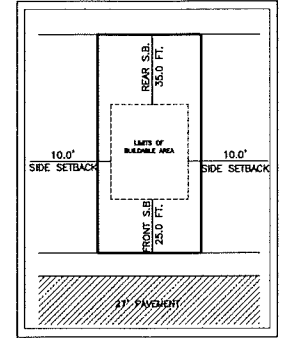 REAR S.B.
35.0 FT.
LIMITS OF
BUILDABLE AREA
10.0'
SIDE SETBACK
10.0'
SIDE SETBACK
FRONT S.B.
25.0 FT.
27' PAVEMENT